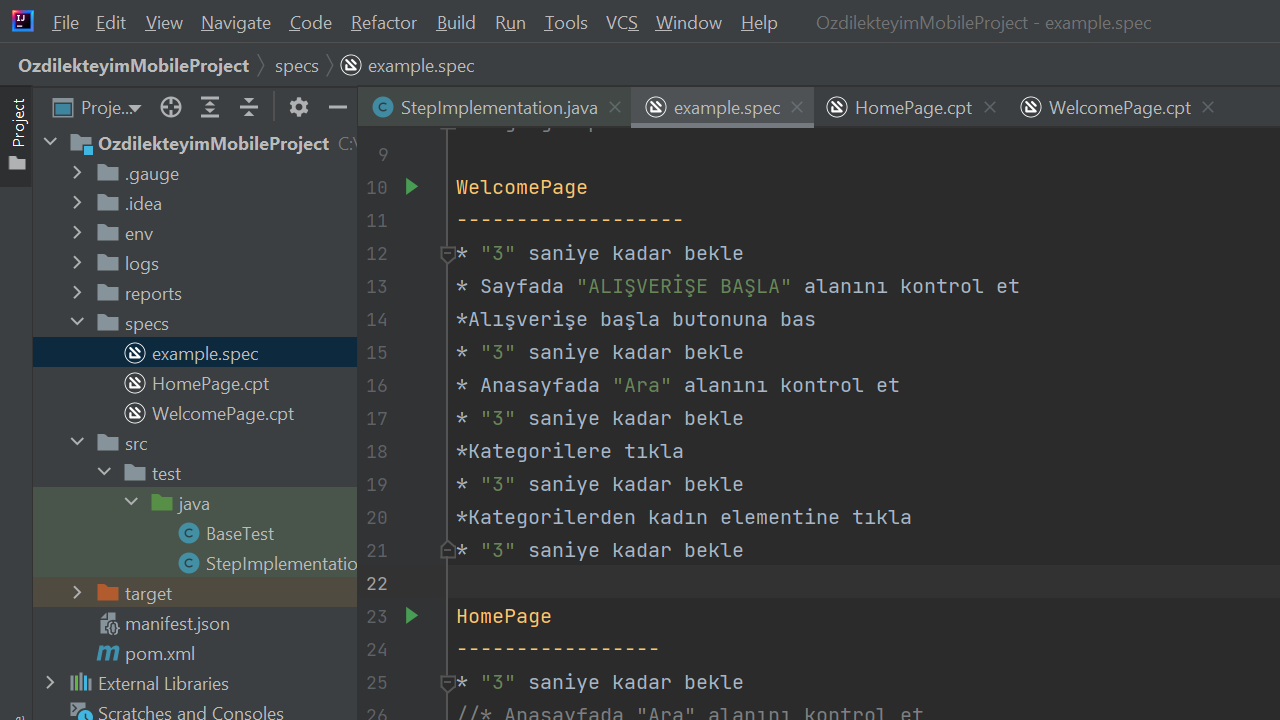 File Edit View Navigate Code Refactor Build Run Tools VCS Window Help OzdilekteyimMobileProject - example.spec
OzdilekteyimMobileProject specs example.spec
Project
Proje...
StepImplementation.java example.spec HomePage.cpt WelcomePage.cpt
OzdilekteyimMobileProject
.gauge
.idea
env
logs
reports
specs
example.spec
HomePage.cpt
WelcomePage.cpt
src
test
java
BaseTest
StepImplementatio
target
manifest.json
pom.xml
External Libraries
Scratches and Consoles
9
10 WelcomePage
11 -------------------
12 * "3" saniye kadar bekle
13 * Sayfada "ALIŞVERİŞE BAŞLA" alanını kontrol et
14 *Alışverişe başla butonuna bas
15 * "3" saniye kadar bekle
16 * Anasayfada "Ara" alanını kontrol et
17 * "3" saniye kadar bekle
18 *Kategorilere tıkla
19 * "3" saniye kadar bekle
20 *Kategorilerden kadın elementine tıkla
21 * "3" saniye kadar bekle
22
23 HomePage
24 -----------------
25 * "3" saniye kadar bekle
26 //* Anasayfada "Ara" alanını kontrol et